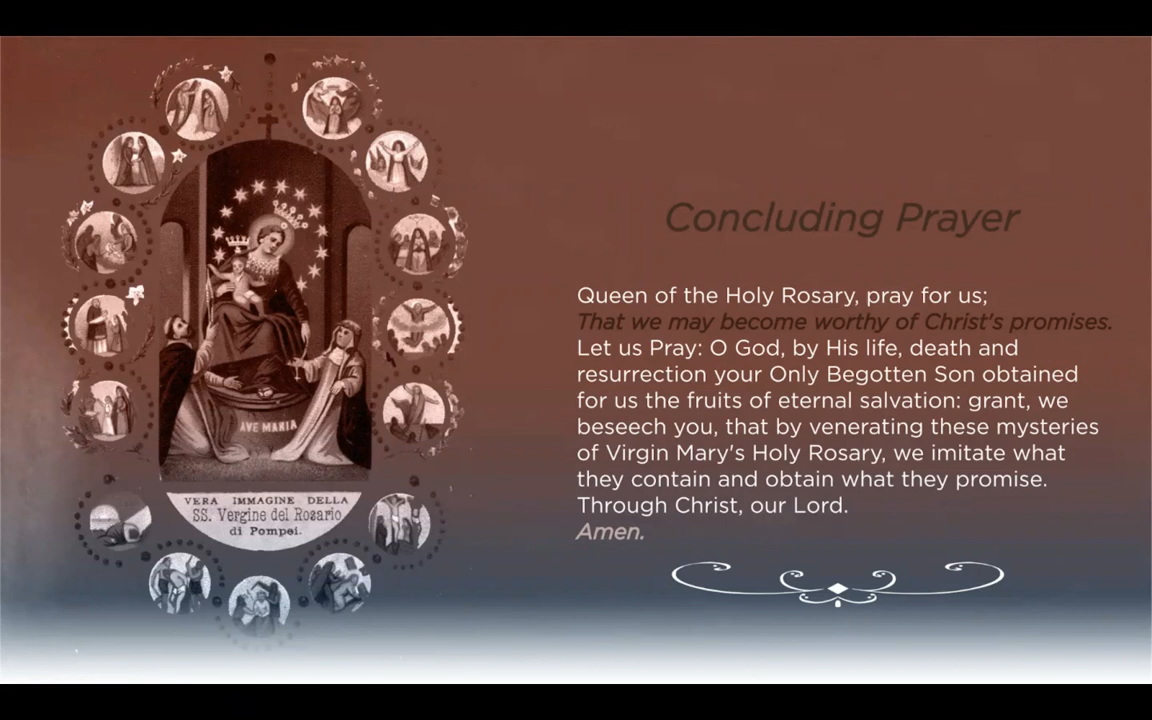 AVE MARIA
VERA IMMAGINE DELLA
SS. Vergine del Rosario
di Pompei.
Concluding Prayer
Queen of the Holy Rosary, pray for us;
That we may become worthy of Christ's promises.
Let us Pray: O God, by His life, death and
resurrection your Only Begotten Son obtained
for us the fruits of eternal salvation: grant, we
beseech you, that by venerating these mysteries
of Virgin Mary's Holy Rosary, we imitate what
they contain and obtain what they promise.
Through Christ, our Lord.
Amen.